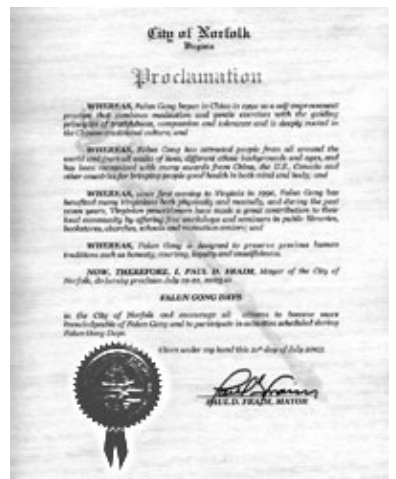 City of Norfolk
Virginia
Proclamation
WHEREAS, Falun Gong began in China in 1992 as a self-improvement
practice that combines meditation and gentle exercises with the guiding
principles of truthfulness, compassion and tolerance and is deeply rooted in
the Chinese traditional culture; and
WHEREAS, Falun Gong has attracted people from all around the
world and from all walks of lives, different ethnic backgrounds and ages, and
has been recognized with many awards from China, the U.S., Canada and
other countries for bringing people good health in both mind and body; and
WHEREAS, since first coming to Virginia in 1996, Falun Gong has
benefited many Virginians both physically and mentally, and during the past
seven years, Virginian practitioners have made a great contribution to their
local community by offering free workshops and seminars in public libraries,
bookstores, churches, schools and recreation centers; and
WHEREAS, Falun Gong is designed to preserve precious human
traditions such as honesty, courtesy, loyalty and unselfishness.
NOW, THEREFORE, I, PAUL D. FRAIM, Mayor of the City of
Norfolk, do hereby proclaim July 2003 as
FALUN GONG DAYS
in the City of Norfolk and encourage all citizens to become more
knowledgeable of Falun Gong and to participate in activities scheduled during
Falun Gong Days.
Given under my hand this day of July 2003.
PAUL D. FRAIM, MAYOR